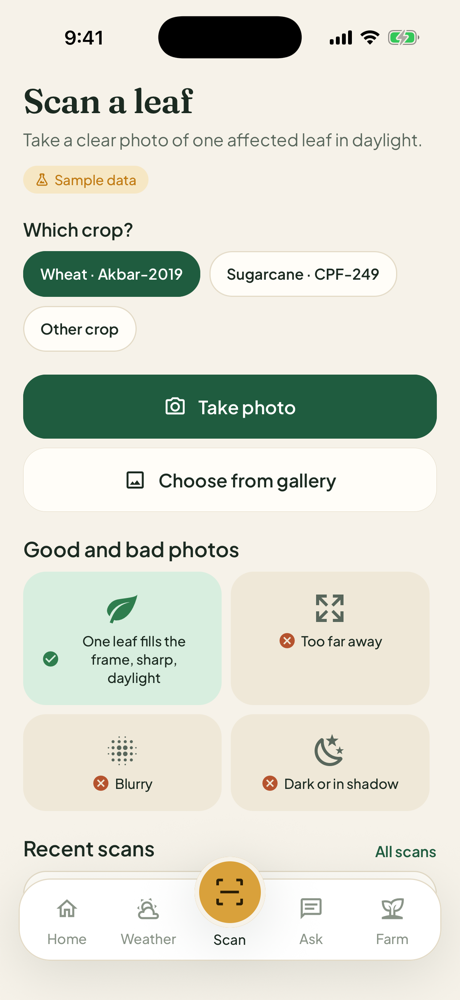 9:41
Scan a leaf
Take a clear photo of one affected leaf in daylight.
Sample data
Which crop?
Wheat · Akbar-2019
Sugarcane · CPF-249
Other crop
Take photo
Choose from gallery
Good and bad photos
One leaf fills the
frame, sharp,
daylight
Too far away
Blurry
Dark or in shadow
Recent scans
All scans
Home
Weather
Scan
Ask
Farm